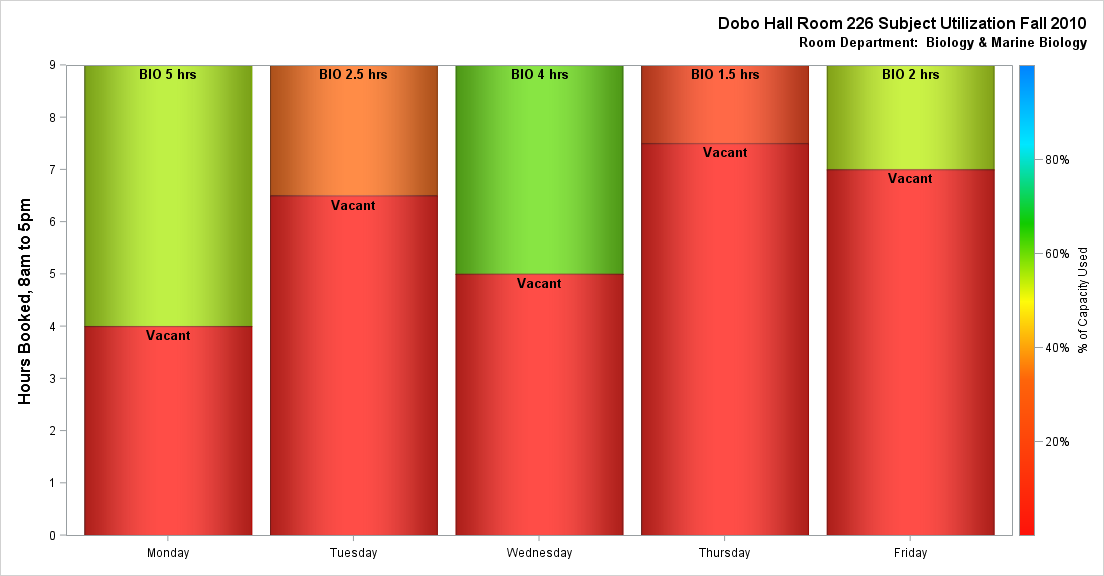 Dobo Hall Room 226 Subject Utilization Fall 2010
Room Department:  Biology & Marine Biology
Hours Booked, 8am to 5pm
9
8
7
6
5
4
3
2
1
0
BIO 5 hrs
Vacant
BIO 2.5 hrs
Vacant
BIO 4 hrs
Vacant
BIO 1.5 hrs
Vacant
BIO 2 hrs
Vacant
Monday
Tuesday
Wednesday
Thursday
Friday
80%
60%
40%
20%
% of Capacity Used